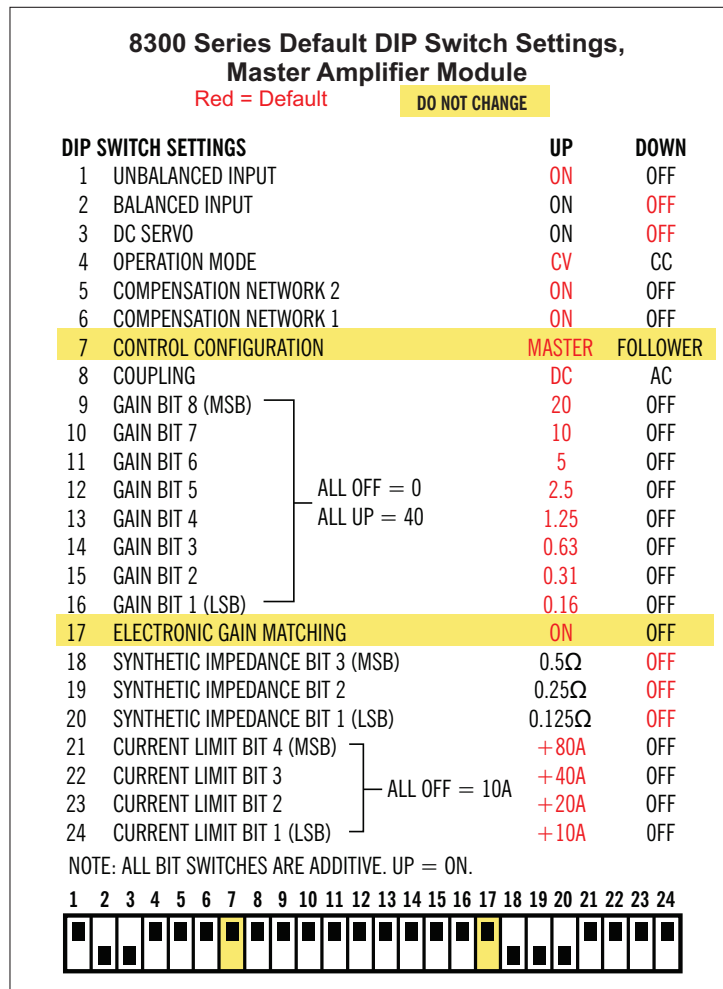 8300 Series Default DIP Switch Settings,
Master Amplifier Module
Red = Default DO NOT CHANGE
DIP SWITCH SETTINGS UP DOWN
1 UNBALANCED INPUT ON OFF
2 BALANCED INPUT ON OFF
3 DC SERVO ON OFF
4 OPERATION MODE CV CC
5 COMPENSATION NETWORK 2 ON OFF
6 COMPENSATION NETWORK 1 ON OFF
7 CONTROL CONFIGURATION MASTER FOLLOWER
8 COUPLING DC AC
9 GAIN BIT 8 (MSB) 20 OFF
10 GAIN BIT 7 10 OFF
11 GAIN BIT 6 5 OFF
12 GAIN BIT 5 ALL OFF = 0 2.5 OFF
13 GAIN BIT 4 ALL UP = 40 1.25 OFF
14 GAIN BIT 3 0.63 OFF
15 GAIN BIT 2 0.31 OFF
16 GAIN BIT 1 (LSB) 0.16 OFF
17 ELECTRONIC GAIN MATCHING ON OFF
18 SYNTHETIC IMPEDANCE BIT 3 (MSB) 0.5Ω OFF
19 SYNTHETIC IMPEDANCE BIT 2 0.25Ω OFF
20 SYNTHETIC IMPEDANCE BIT 1 (LSB) 0.125Ω OFF
21 CURRENT LIMIT BIT 4 (MSB) +80A OFF
22 CURRENT LIMIT BIT 3 ALL OFF = 10A +40A OFF
23 CURRENT LIMIT BIT 2 +20A OFF
24 CURRENT LIMIT BIT 1 (LSB) +10A OFF
NOTE: ALL BIT SWITCHES ARE ADDITIVE. UP = ON.
1 2 3 4 5 6 7 8 9 10 11 12 13 14 15 16 17 18 19 20 21 22 23 24